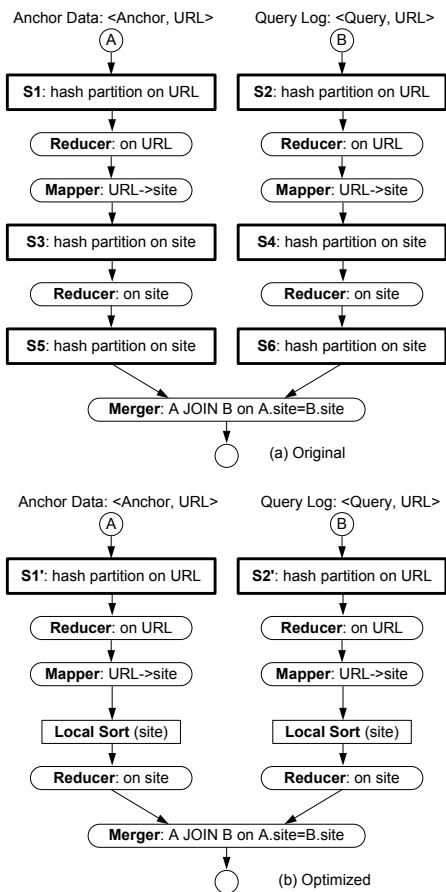 Anchor Data: <Anchor, URL> Query Log: <Query, URL>
A B
S1: hash partition on URL S2: hash partition on URL
Reducer: on URL Reducer: on URL
Mapper: URL->site Mapper: URL->site
S3: hash partition on site S4: hash partition on site
Reducer: on site Reducer: on site
S5: hash partition on site S6: hash partition on site
Merger: A JOIN B on A.site=B.site
(a) Original
Anchor Data: <Anchor, URL> Query Log: <Query, URL>
A B
S1': hash partition on URL S2': hash partition on URL
Reducer: on URL Reducer: on URL
Mapper: URL->site Mapper: URL->site
Local Sort (site) Local Sort (site)
Reducer: on site Reducer: on site
Merger: A JOIN B on A.site=B.site
(b) Optimized